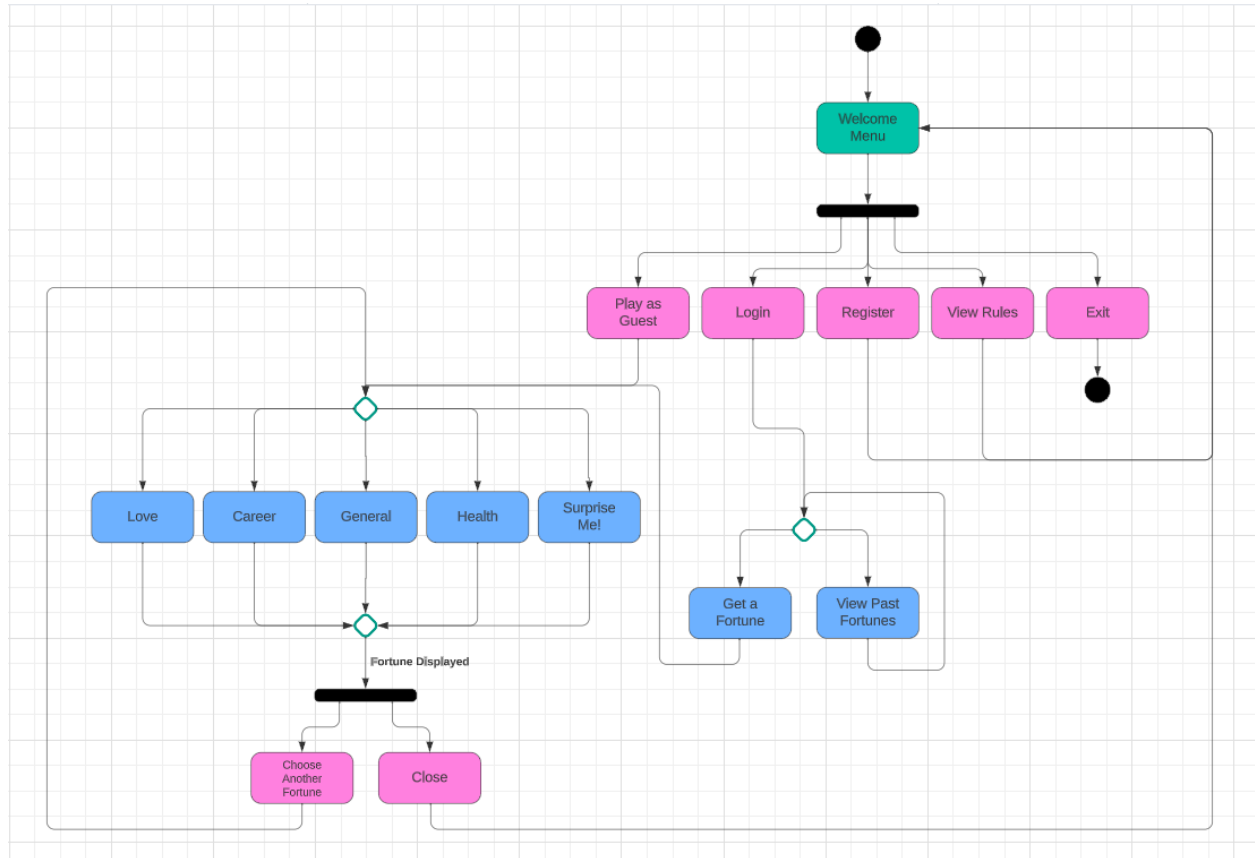 Welcome
Menu
Play as
Guest
Login
Register
View Rules
Exit
Love
Career
General
Health
Surprise
Me!
Get a
Fortune
View Past
Fortunes
Fortune Displayed
Choose
Another
Fortune
Close